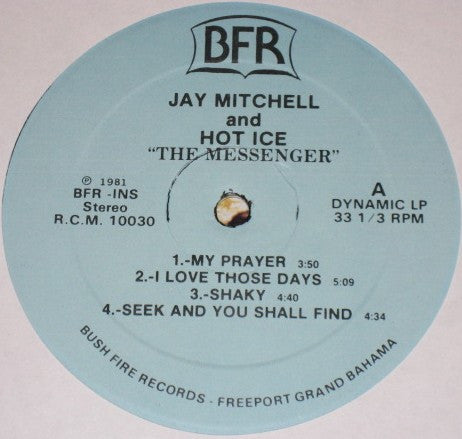 BFR
JAY MITCHELL
and
HOT ICE
"THE MESSENGER"
℗ 1981
BFR -INS
Stereo
R.C.M. 10030
A
DYNAMIC LP
33 1/3 RPM
1.-MY PRAYER 3:50
2.-I LOVE THOSE DAYS 5:09
3.-SHAKY 4:40
4.-SEEK AND YOU SHALL FIND 4:34
BUSH FIRE RECORDS - FREEPORT GRAND BAHAMA